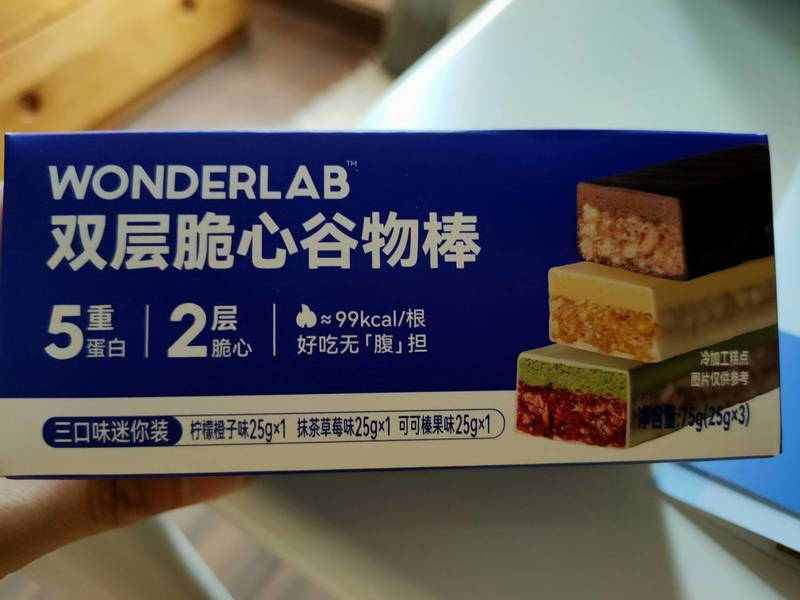 WONDERLAB™
双层脆心谷物棒
5重蛋白
2层脆心
≈99kcal/根
好吃无「腹」担
冷加工糕点
图片仅供参考
净含量:75g(25g×3)
三口味迷你装 柠檬橙子味25g×1 抹茶草莓味25g×1 可可榛果味25g×1